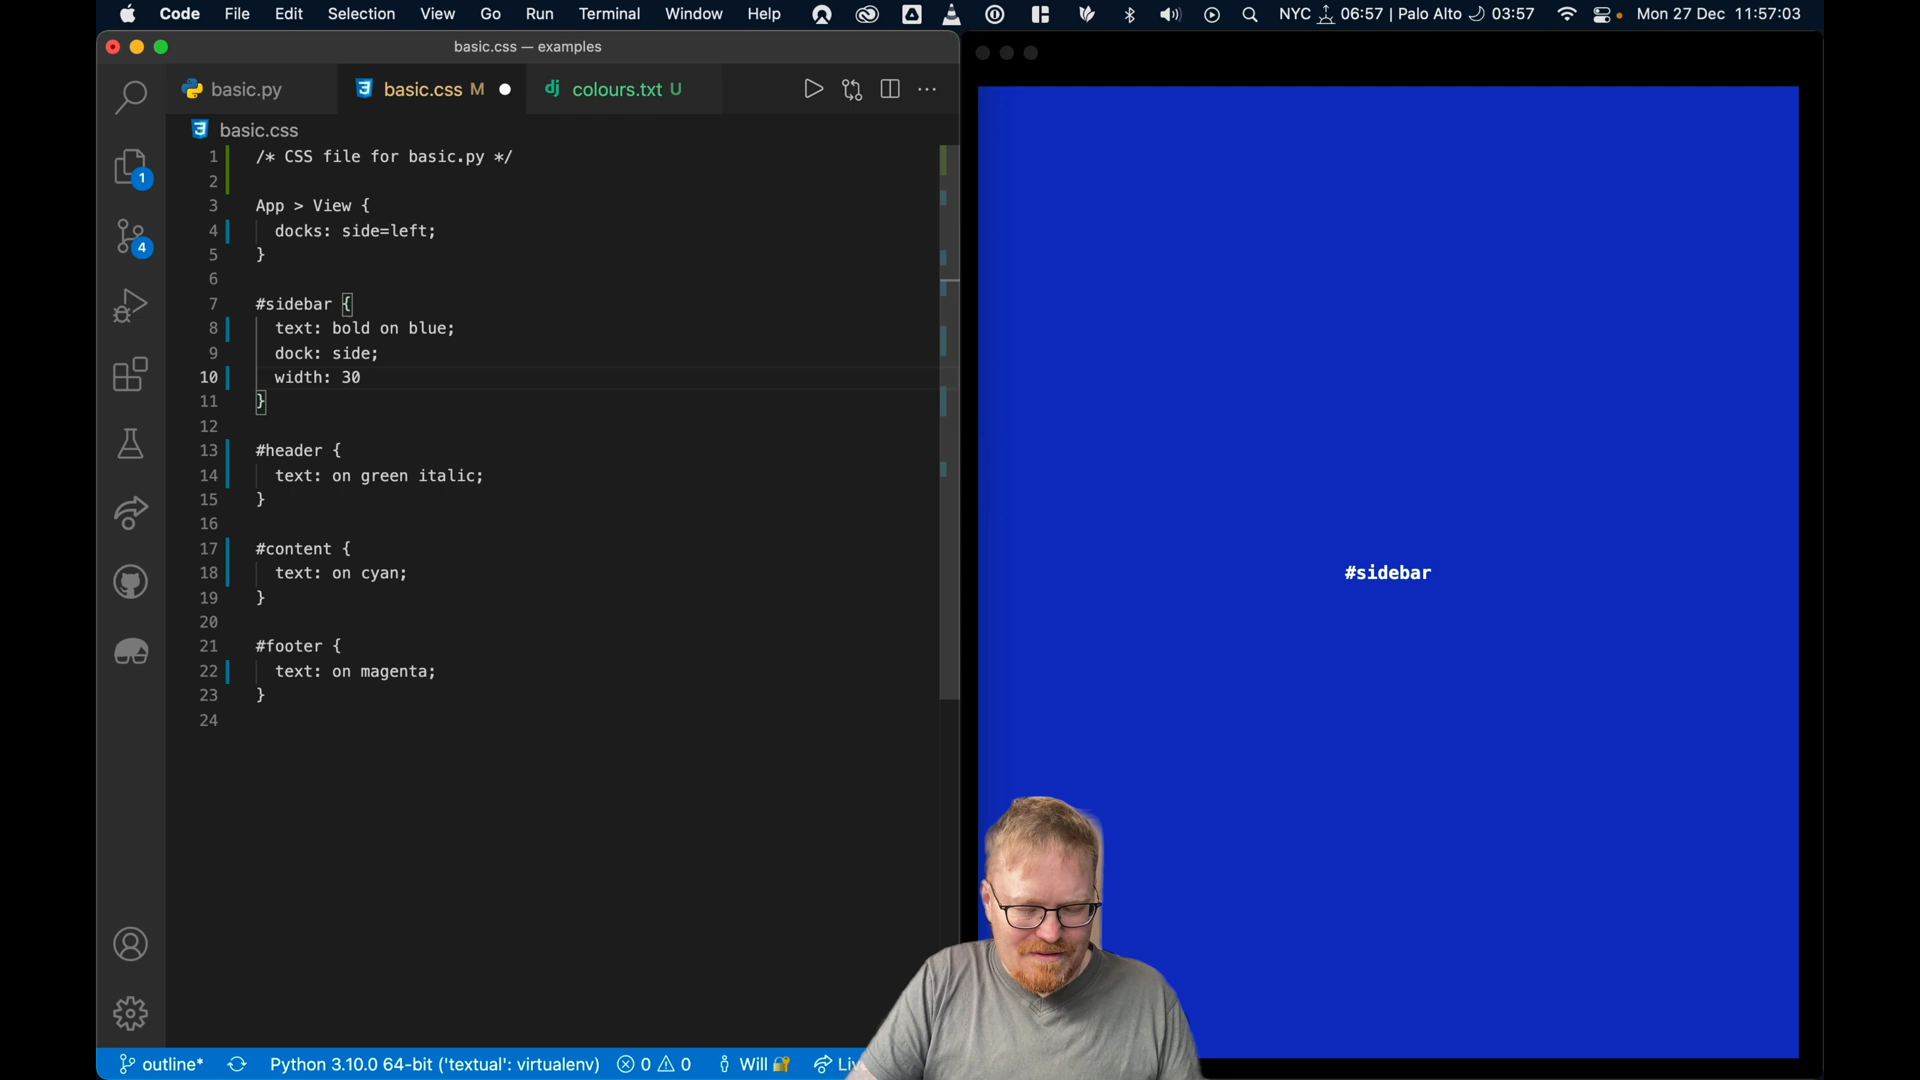 Code File Edit Selection View Go Run Terminal Window Help NYC 06:57 | Palo Alto 03:57 Mon 27 Dec 11:57:03
basic.css — examples
basic.py basic.css M colours.txt U
basic.css
1 /* CSS file for basic.py */
2
3 App > View {
4 docks: side=left;
5 }
6
7 #sidebar {
8 text: bold on blue;
9 dock: side;
10 width: 30
11 }
12
13 #header {
14 text: on green italic;
15 }
16
17 #content {
18 text: on cyan;
19 }
20
21 #footer {
22 text: on magenta;
23 }
24
1
4
#sidebar
outline* Python 3.10.0 64-bit ('textual': virtualenv) 0 0 Will